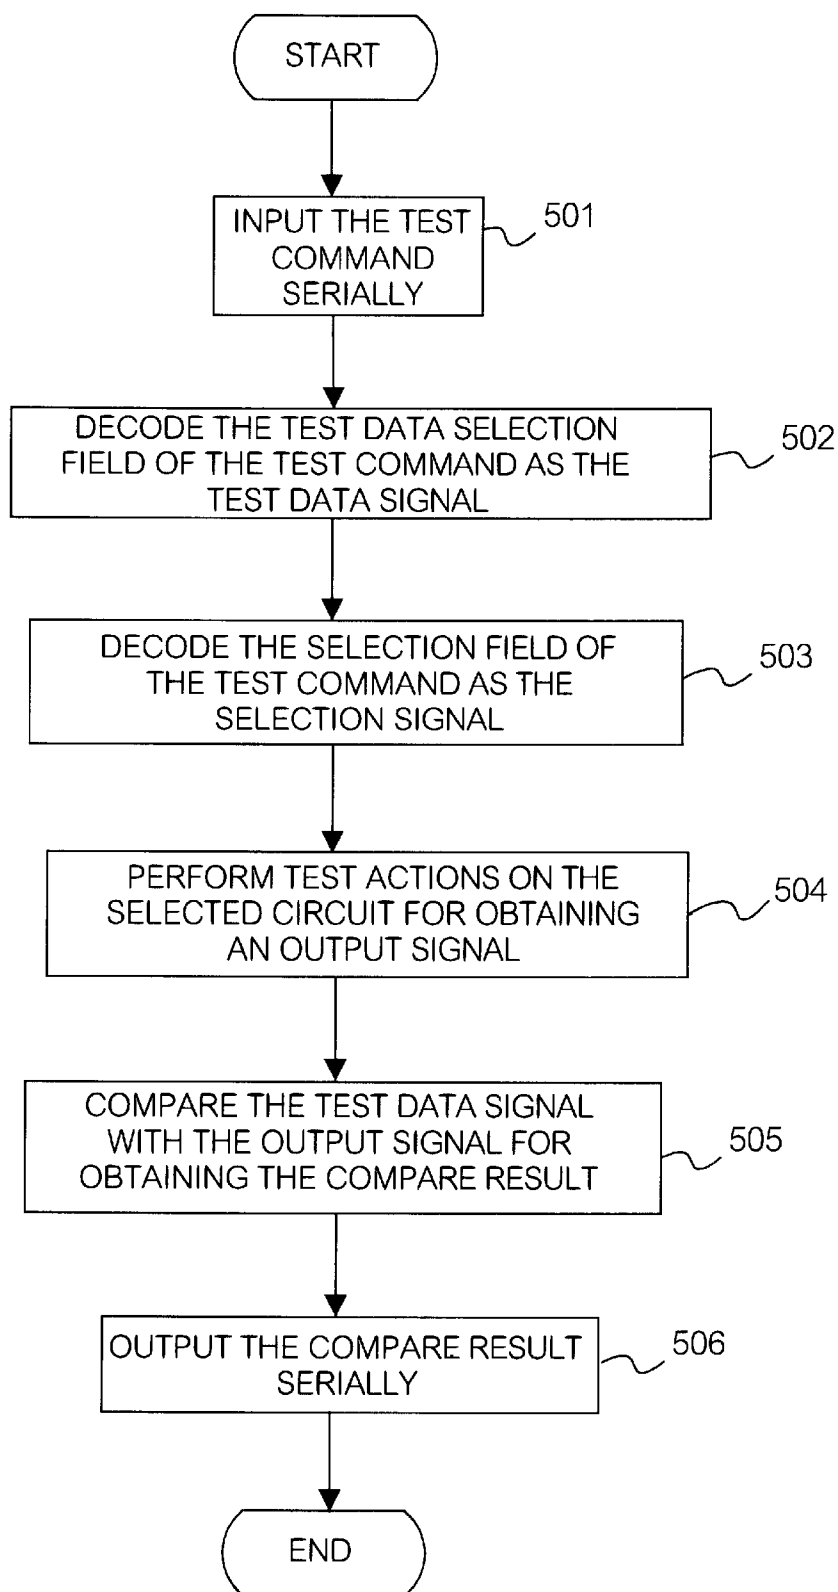 START
INPUT THE TEST
COMMAND
SERIALLY
501
DECODE THE TEST DATA SELECTION
FIELD OF THE TEST COMMAND AS THE
TEST DATA SIGNAL
502
DECODE THE SELECTION FIELD OF
THE TEST COMMAND AS THE
SELECTION SIGNAL
503
PERFORM TEST ACTIONS ON THE
SELECTED CIRCUIT FOR OBTAINING
AN OUTPUT SIGNAL
504
COMPARE THE TEST DATA SIGNAL
WITH THE OUTPUT SIGNAL FOR
OBTAINING THE COMPARE RESULT
505
OUTPUT THE COMPARE RESULT
SERIALLY
506
END